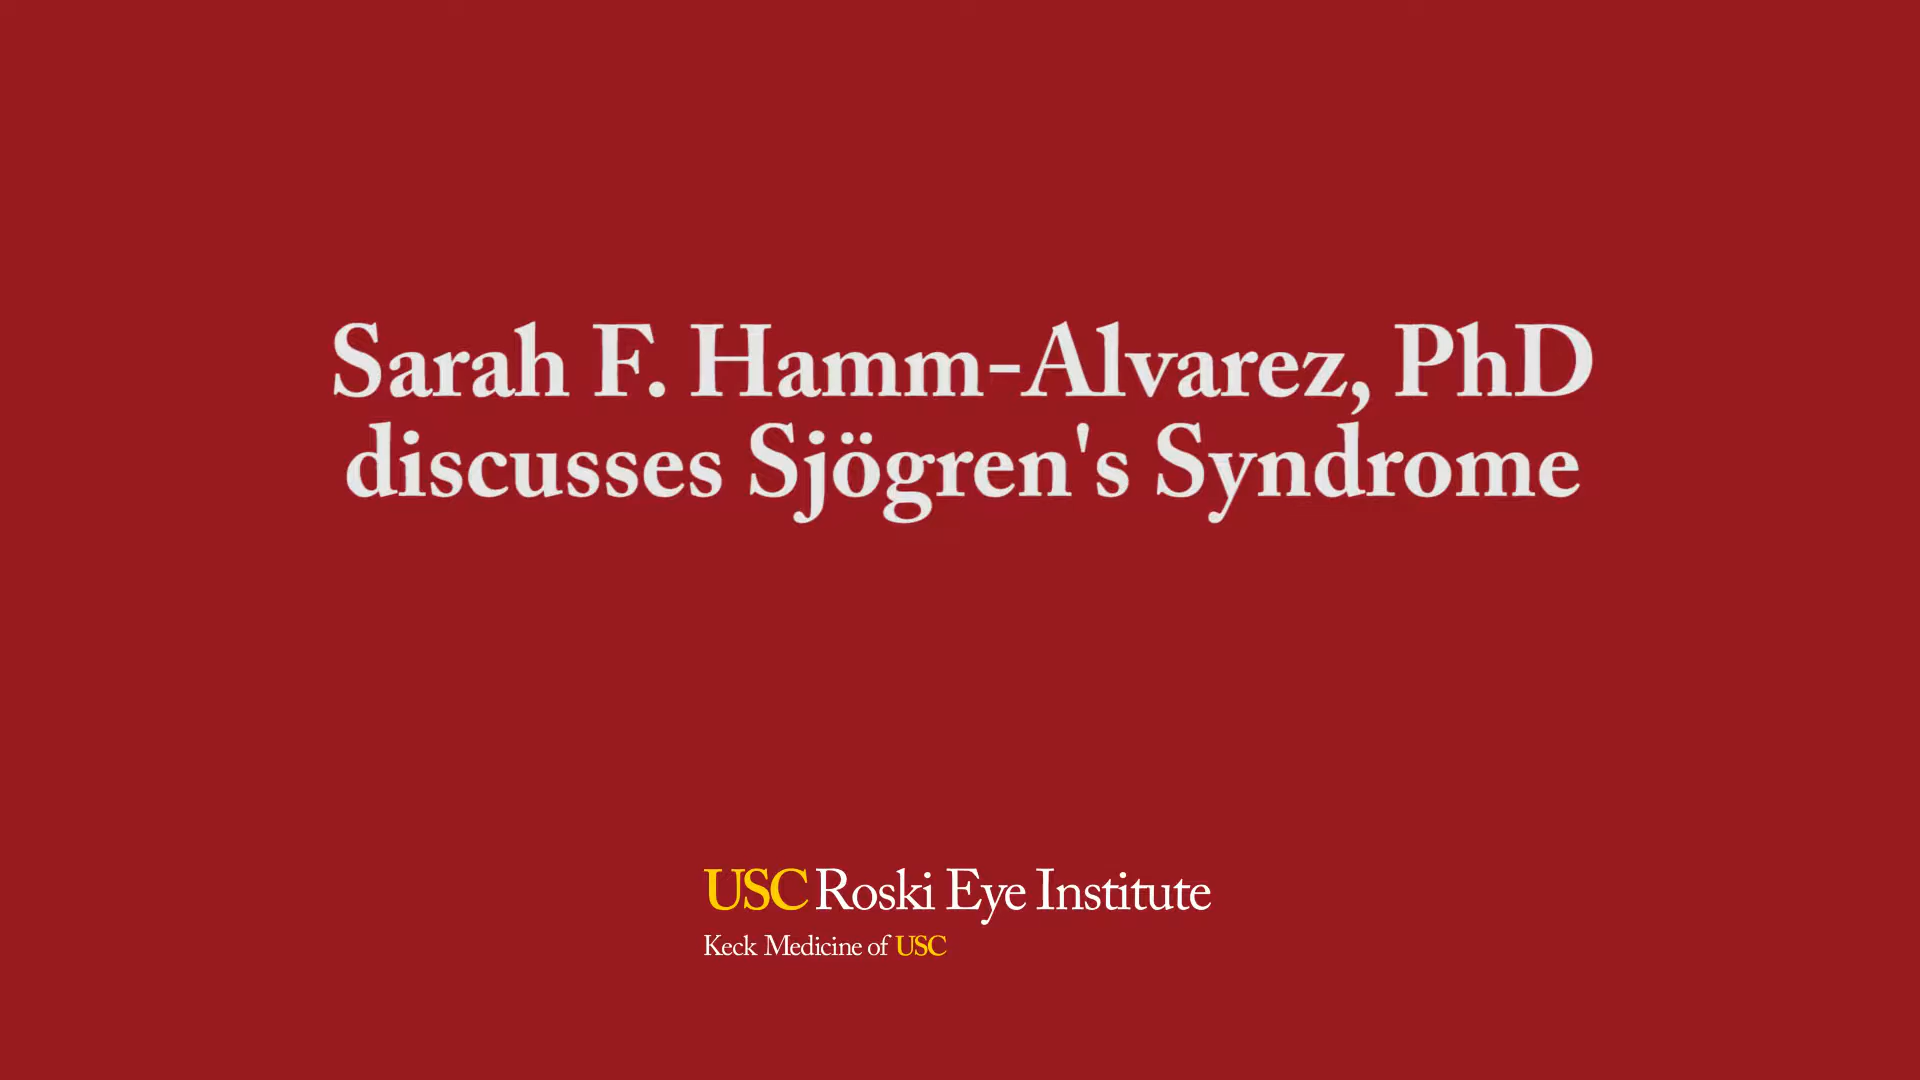 Sarah F. Hamm-Alvarez, PhD
discusses Sjögren's Syndrome
USC Roski Eye Institute
Keck Medicine of USC